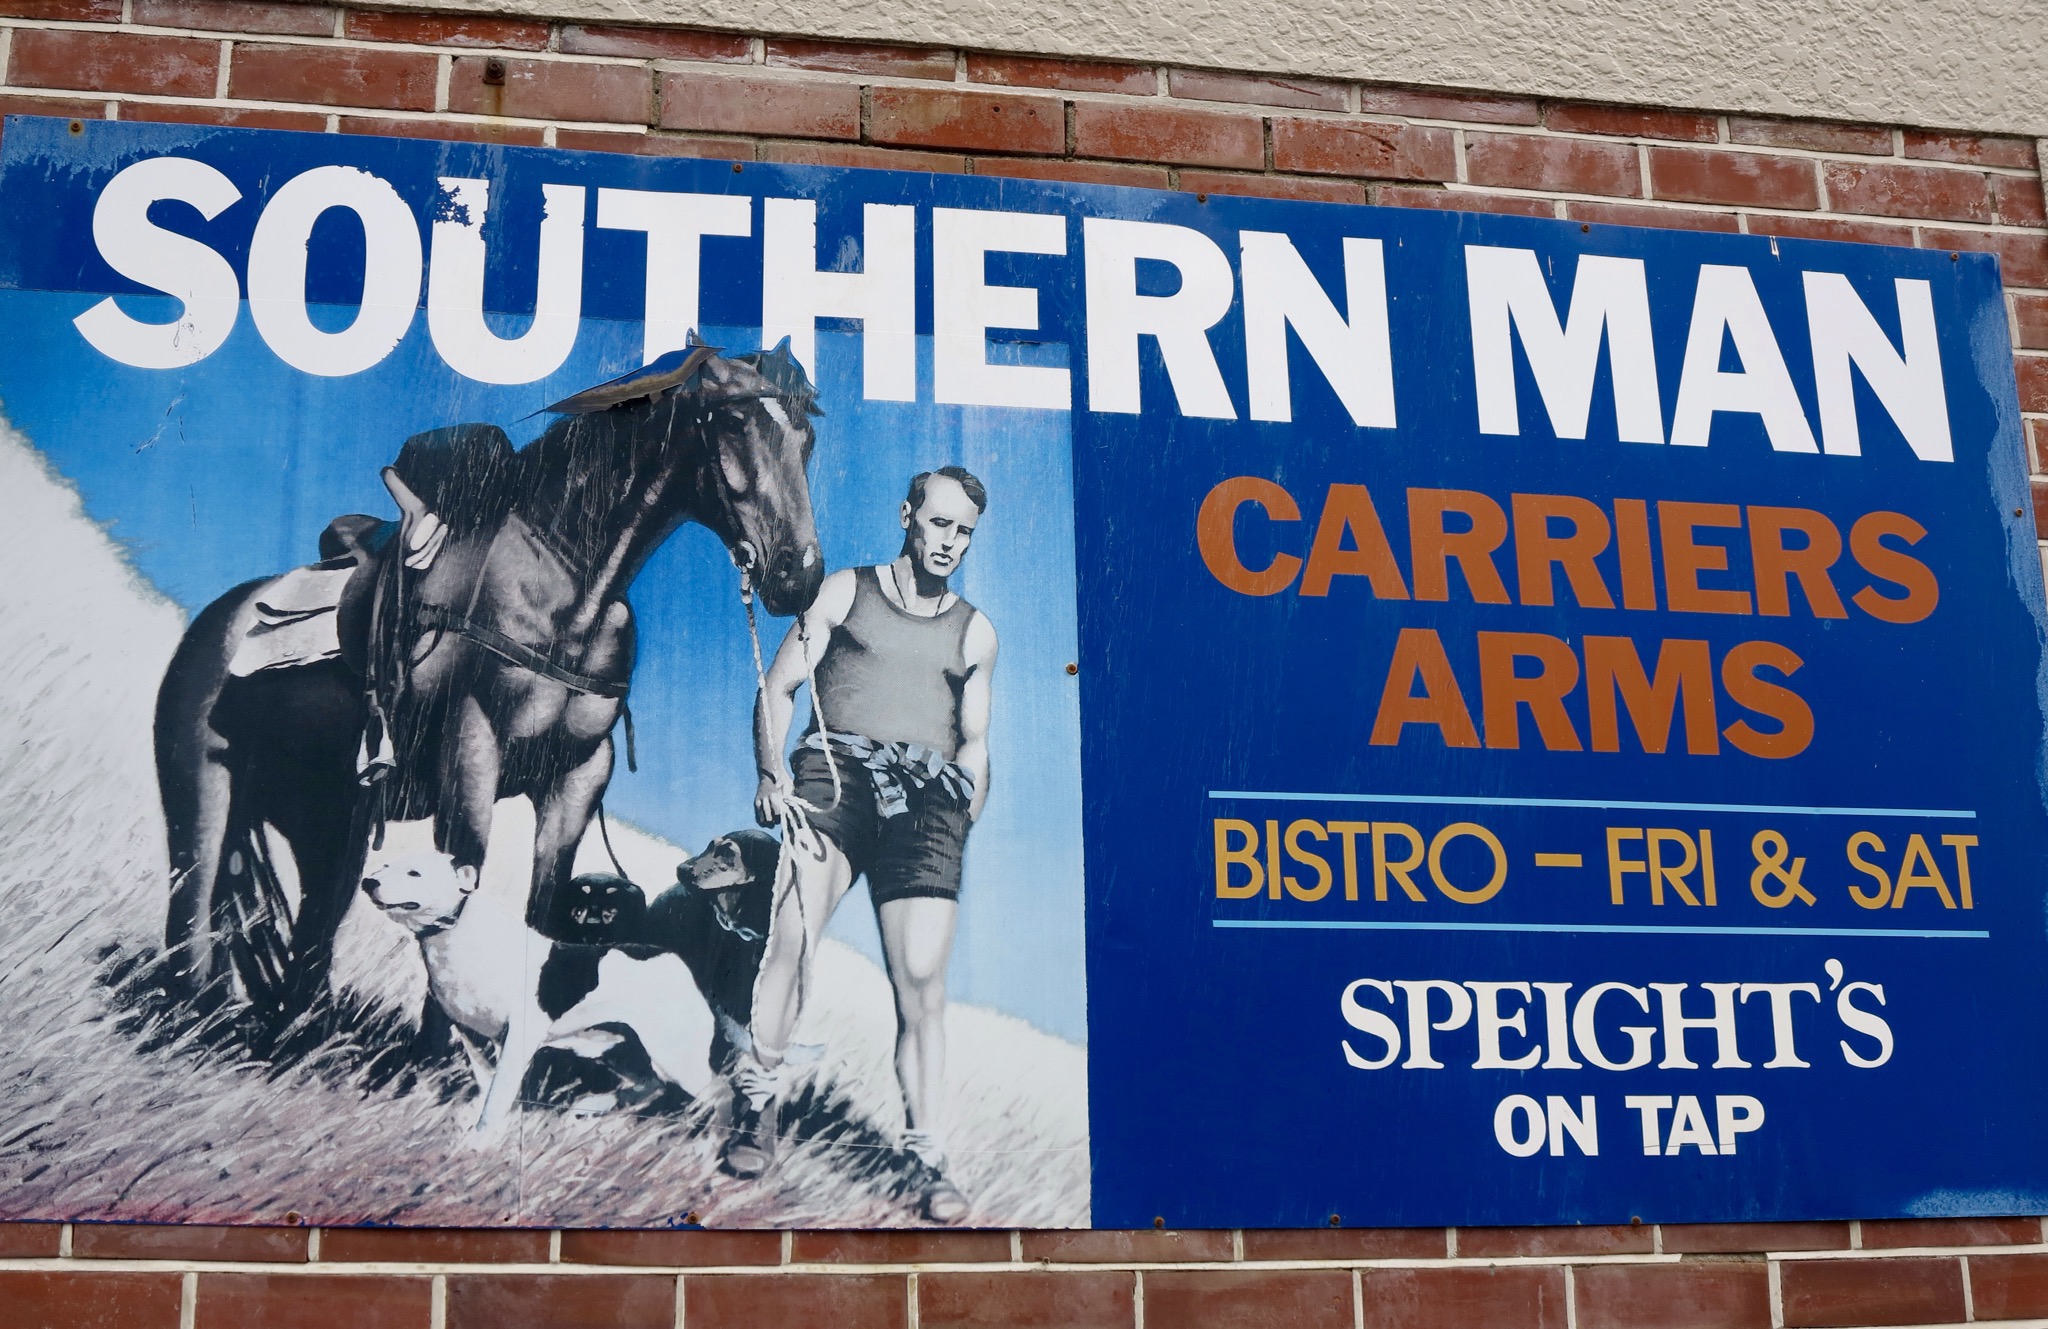 SOUTHERN MAN
CARRIERS
ARMS
BISTRO – FRI & SAT
SPEIGHT'S
ON TAP